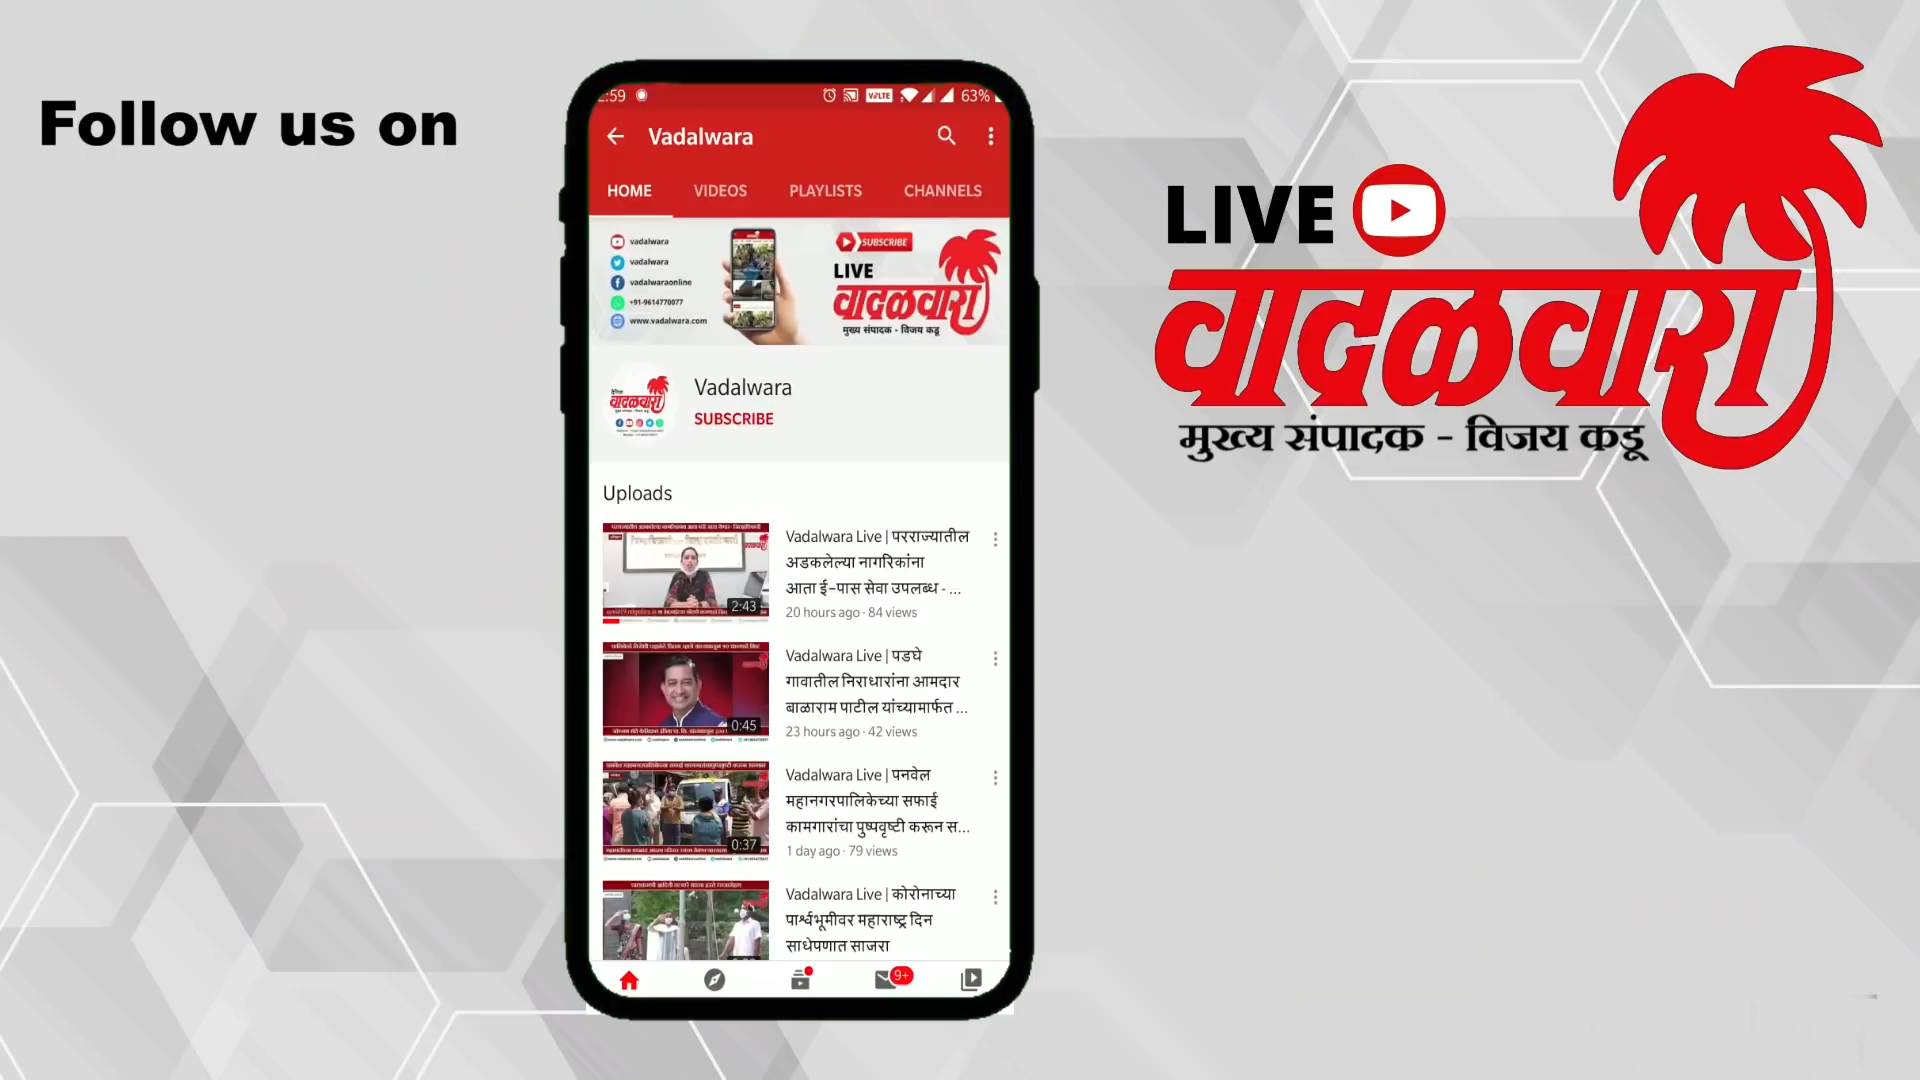 Follow us on
:59
VoLTE
63%
Vadalwara
HOME VIDEOS PLAYLISTS CHANNELS
vadalwara
vadalwara
vadalwaraonline
+91-9614770077
www.vadalwara.com
SUBSCRIBE
LIVE
वादळवारा
मुख्य संपादक - विजय कडू
वादळवारा
Vadalwara
SUBSCRIBE
Uploads
2:43
Vadalwara Live | परराज्यातील
अडकलेल्या नागरिकांना
आता ई-पास सेवा उपलब्ध - ...
20 hours ago · 84 views
0:45
Vadalwara Live | पडघे
गावातील निराधारांना आमदार
बाळाराम पाटील यांच्यामार्फत ...
23 hours ago · 42 views
0:37
Vadalwara Live | पनवेल
महानगरपालिकेच्या सफाई
कामगारांचा पुष्पवृष्टी करून स...
1 day ago · 79 views
Vadalwara Live | कोरोनाच्या
पार्श्वभूमीवर महाराष्ट्र दिन
साधेपणात साजरा
9+
LIVE
वादळवारा
मुख्य संपादक - विजय कडू